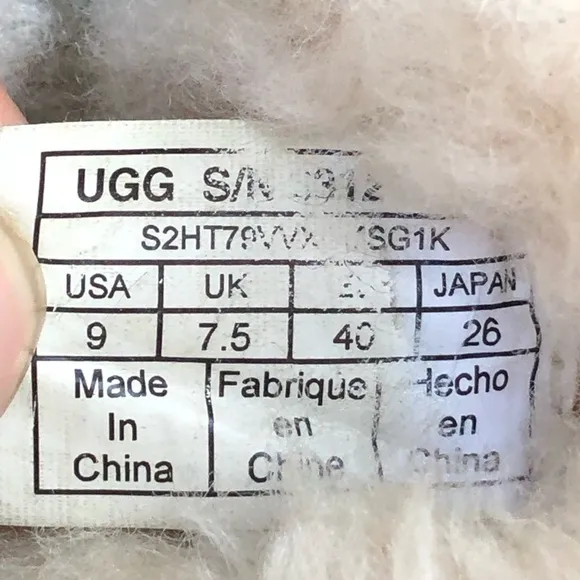 UGG S/N
USA UK JAPAN
9 7.5 40 26
Made Fabrique Hecho
In en en
China Chine China